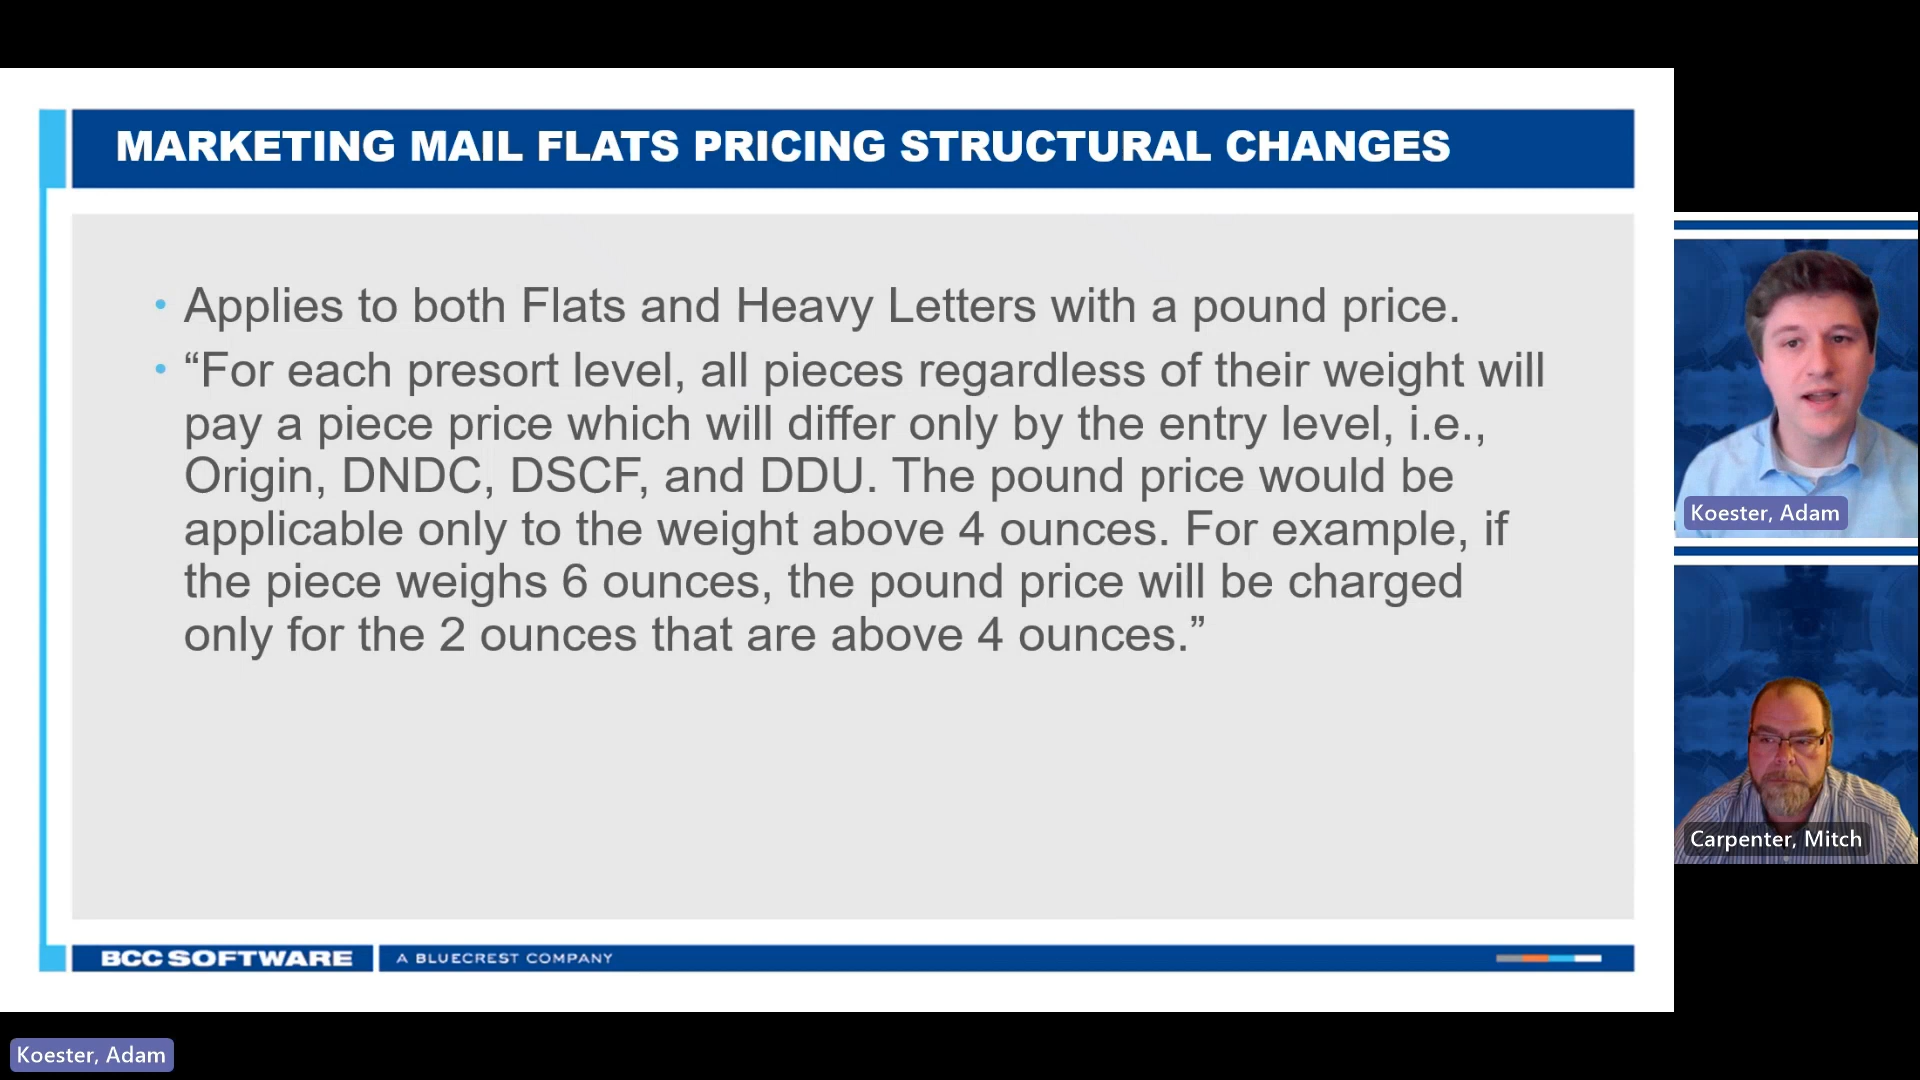 MARKETING MAIL FLATS PRICING STRUCTURAL CHANGES
• Applies to both Flats and Heavy Letters with a pound price.
• “For each presort level, all pieces regardless of their weight will
pay a piece price which will differ only by the entry level, i.e.,
Origin, DNDC, DSCF, and DDU. The pound price would be
applicable only to the weight above 4 ounces. For example, if
the piece weighs 6 ounces, the pound price will be charged
only for the 2 ounces that are above 4 ounces.”
BCC SOFTWARE
A BLUECREST COMPANY
Koester, Adam
Carpenter, Mitch
Koester, Adam